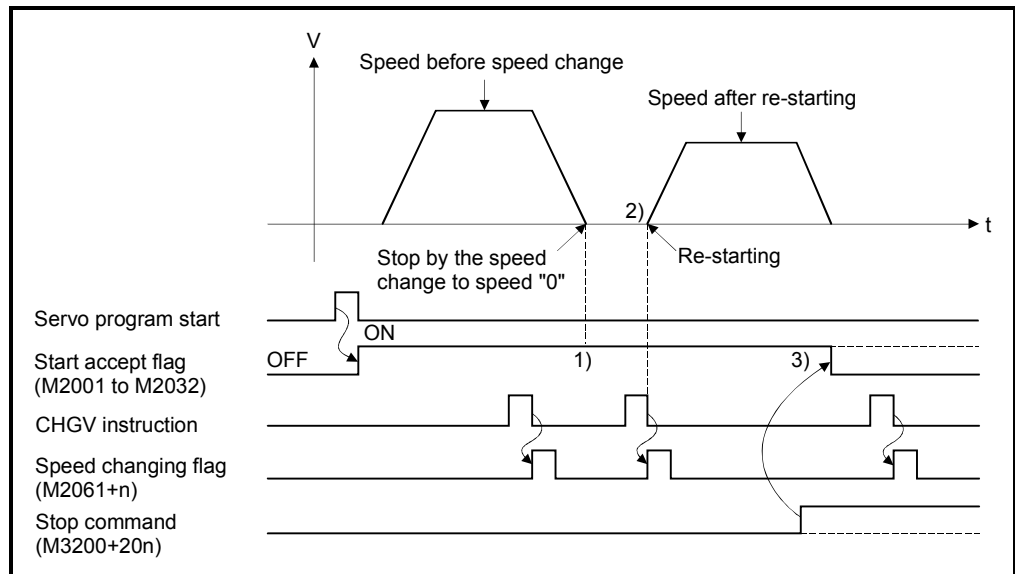 V
Speed before speed change
Speed after re-starting
2)
t
Stop by the speed
change to speed "0"
Re-starting
Servo program start
ON
Start accept flag
(M2001 to M2032)
OFF
1)
3)
CHGV instruction
Speed changing flag
(M2061+n)
Stop command
(M3200+20n)